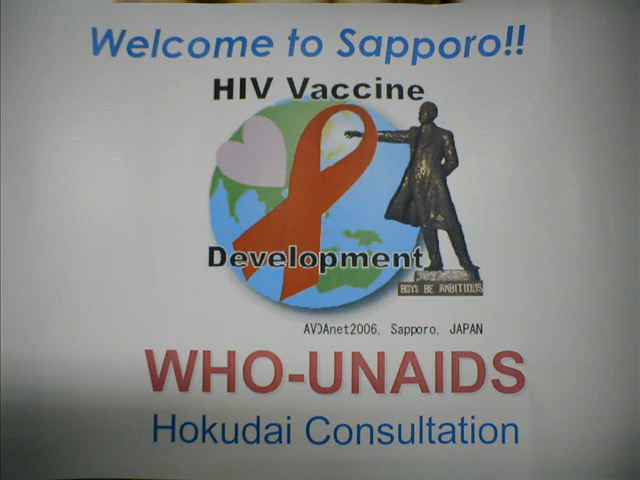 Welcome to Sapporo!!
HIV Vaccine
Development
BOYS BE AMBITIOUS
AVDAnet2006, Sapporo, JAPAN
WHO-UNAIDS
Hokudai Consultation